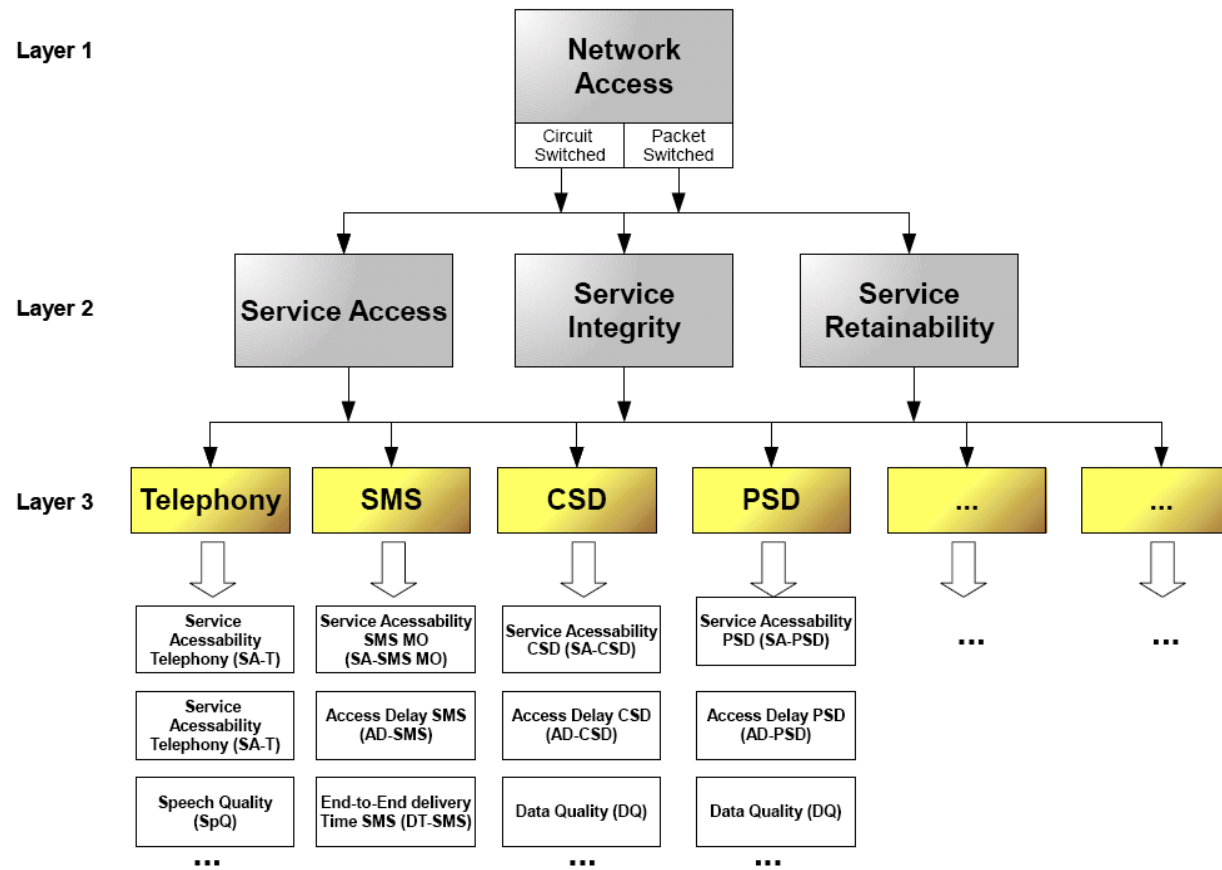 Layer 1
Network
Access
Circuit
Switched
Packet
Switched
Layer 2
Service Access
Service
Integrity
Service
Retainability
Layer 3
Telephony
SMS
CSD
PSD
...
...
Service
Acessability
Telephony (SA-T)
Service Acessability
SMS MO
(SA-SMS MO)
Service Acessability
CSD (SA-CSD)
Service Acessability
PSD (SA-PSD)
...
...
Service
Acessability
Telephony (SA-T)
Access Delay SMS
(AD-SMS)
Access Delay CSD
(AD-CSD)
Access Delay PSD
(AD-PSD)
Speech Quality
(SpQ)
End-to-End delivery
Time SMS (DT-SMS)
Data Quality (DQ)
Data Quality (DQ)
...
...
...
...